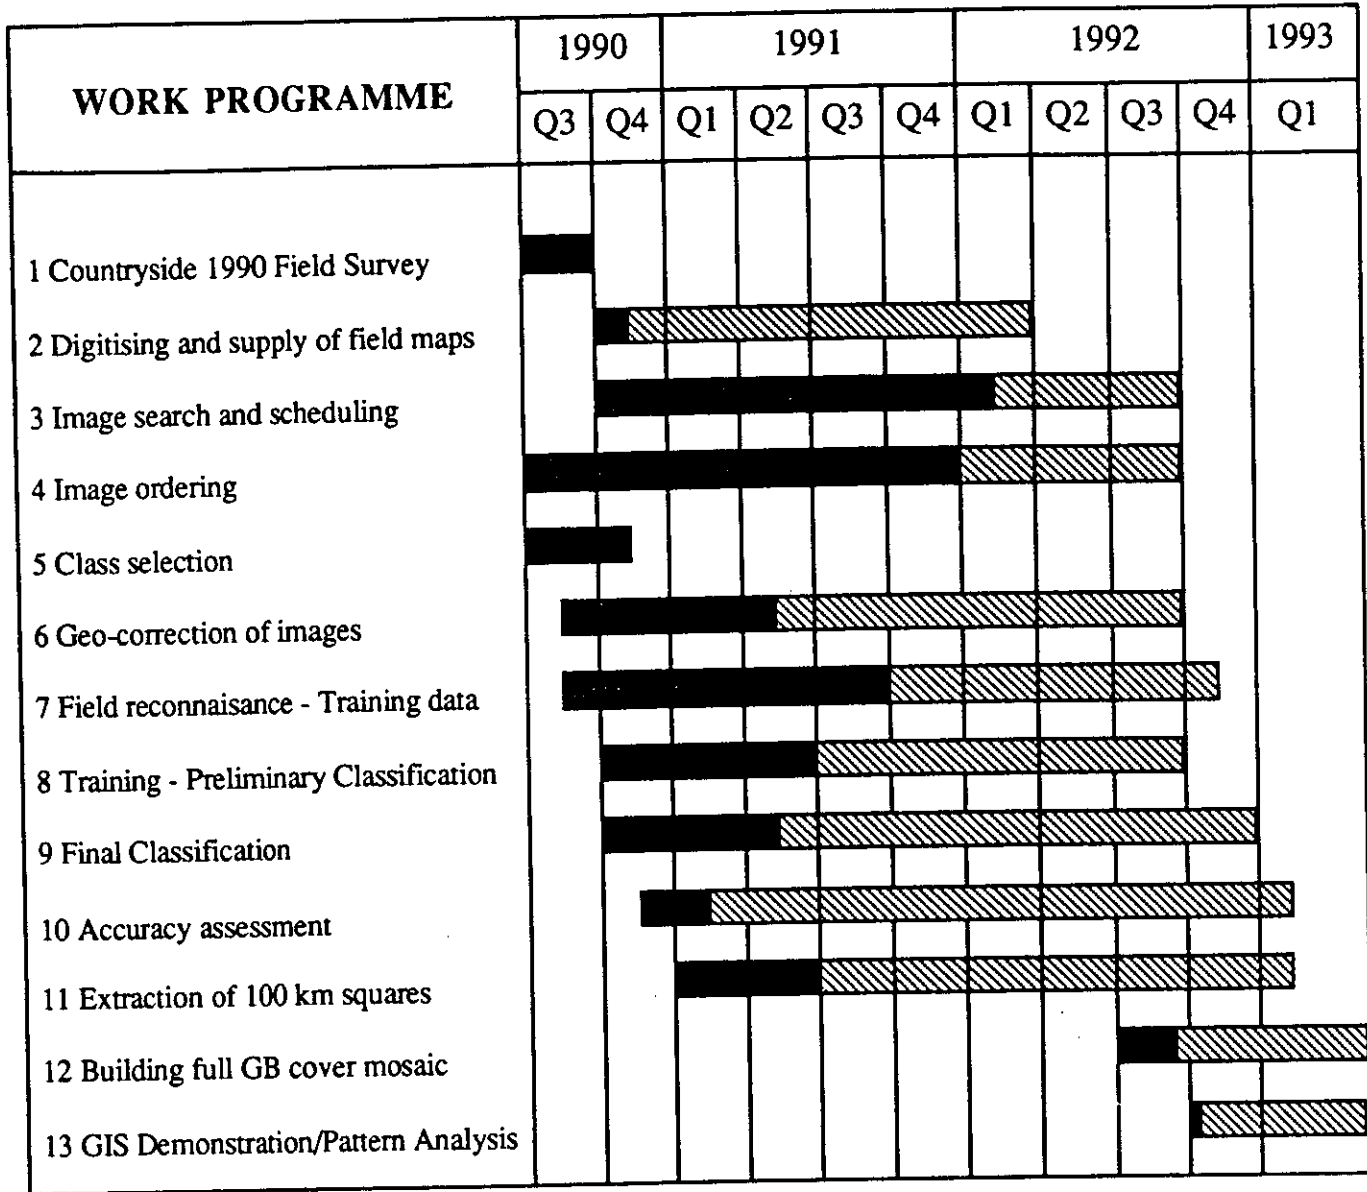 WORK PROGRAMME
1990 1991 1992 1993
Q3 Q4 Q1 Q2 Q3 Q4 Q1 Q2 Q3 Q4 Q1
1 Countryside 1990 Field Survey
2 Digitising and supply of field maps
3 Image search and scheduling
4 Image ordering
5 Class selection
6 Geo-correction of images
7 Field reconnaisance - Training data
8 Training - Preliminary Classification
9 Final Classification
10 Accuracy assessment
11 Extraction of 100 km squares
12 Building full GB cover mosaic
13 GIS Demonstration/Pattern Analysis